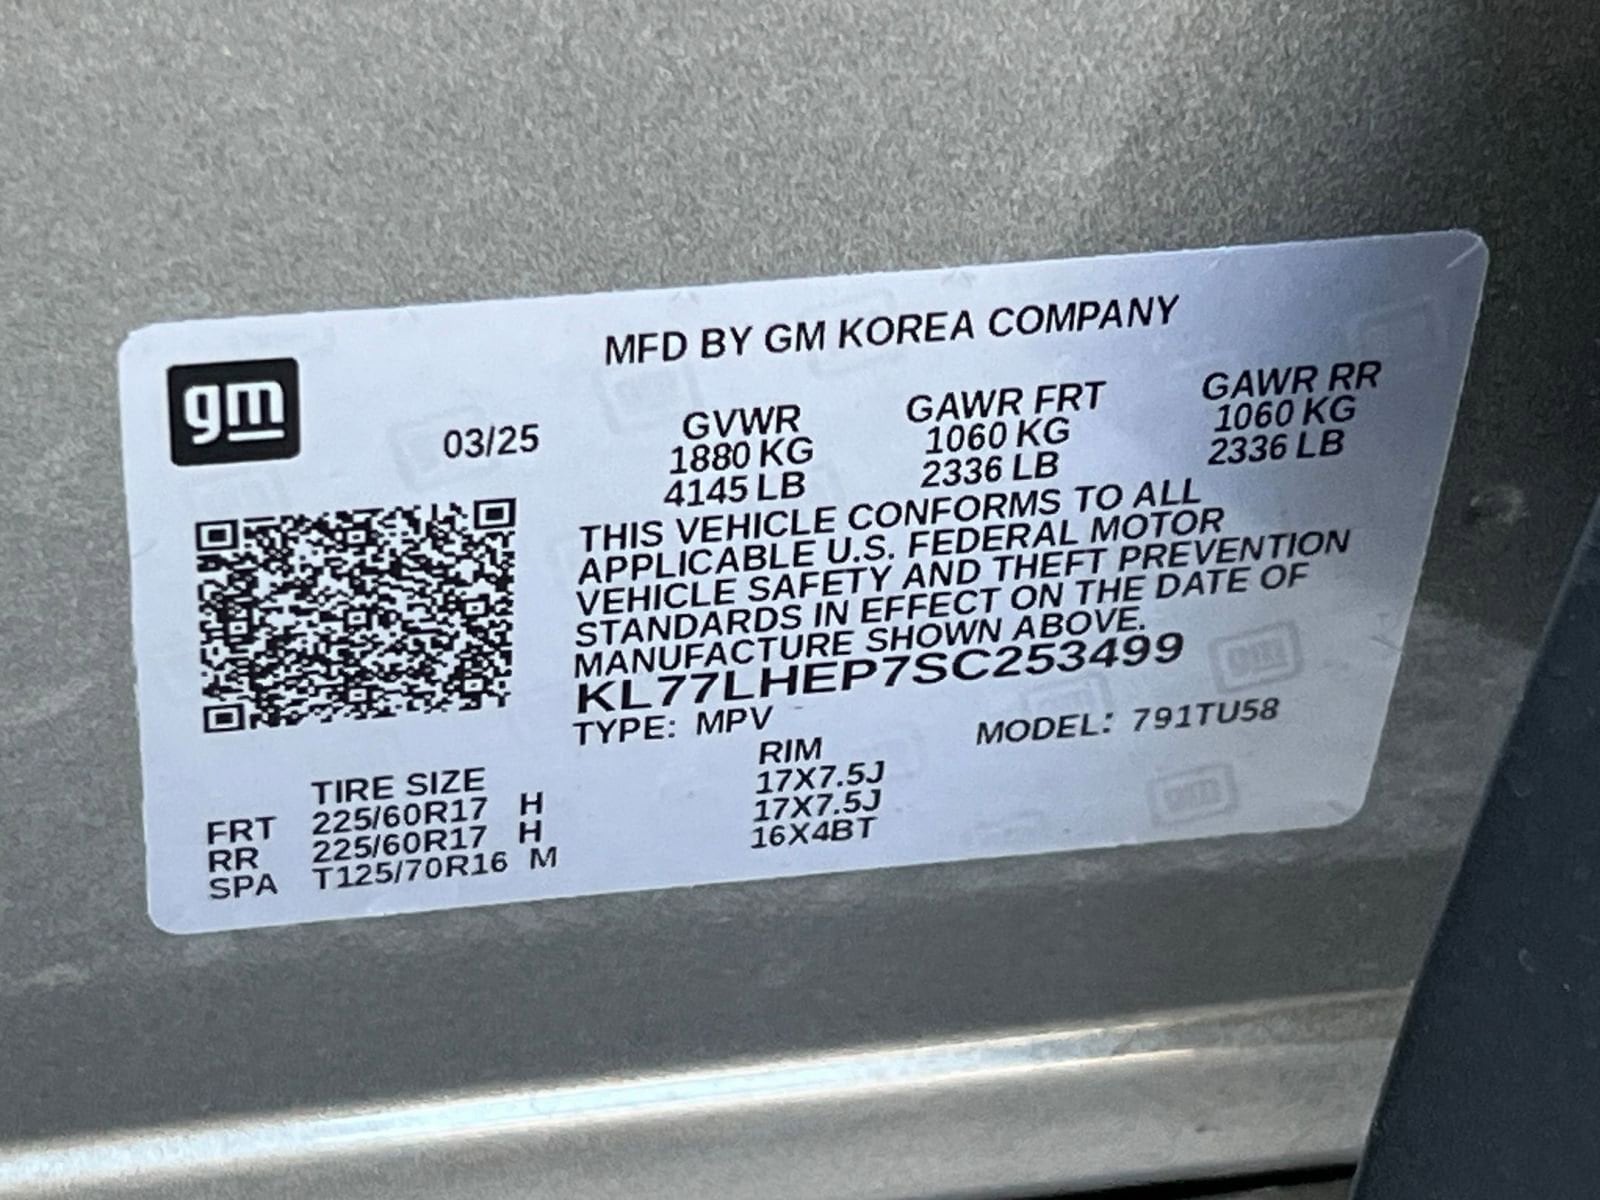 gm
MFD BY GM KOREA COMPANY
03/25
GVWR GAWR FRT GAWR RR
1880 KG 1060 KG 1060 KG
4145 LB 2336 LB 2336 LB
THIS VEHICLE CONFORMS TO ALL
APPLICABLE U.S. FEDERAL MOTOR
VEHICLE SAFETY AND THEFT PREVENTION
STANDARDS IN EFFECT ON THE DATE OF
MANUFACTURE SHOWN ABOVE.
KL77LHEP7SC253499
TYPE: MPV MODEL: 791TU58
TIRE SIZE RIM
FRT 225/60R17 H 17X7.5J
RR 225/60R17 H 17X7.5J
SPA T125/70R16 M 16X4BT